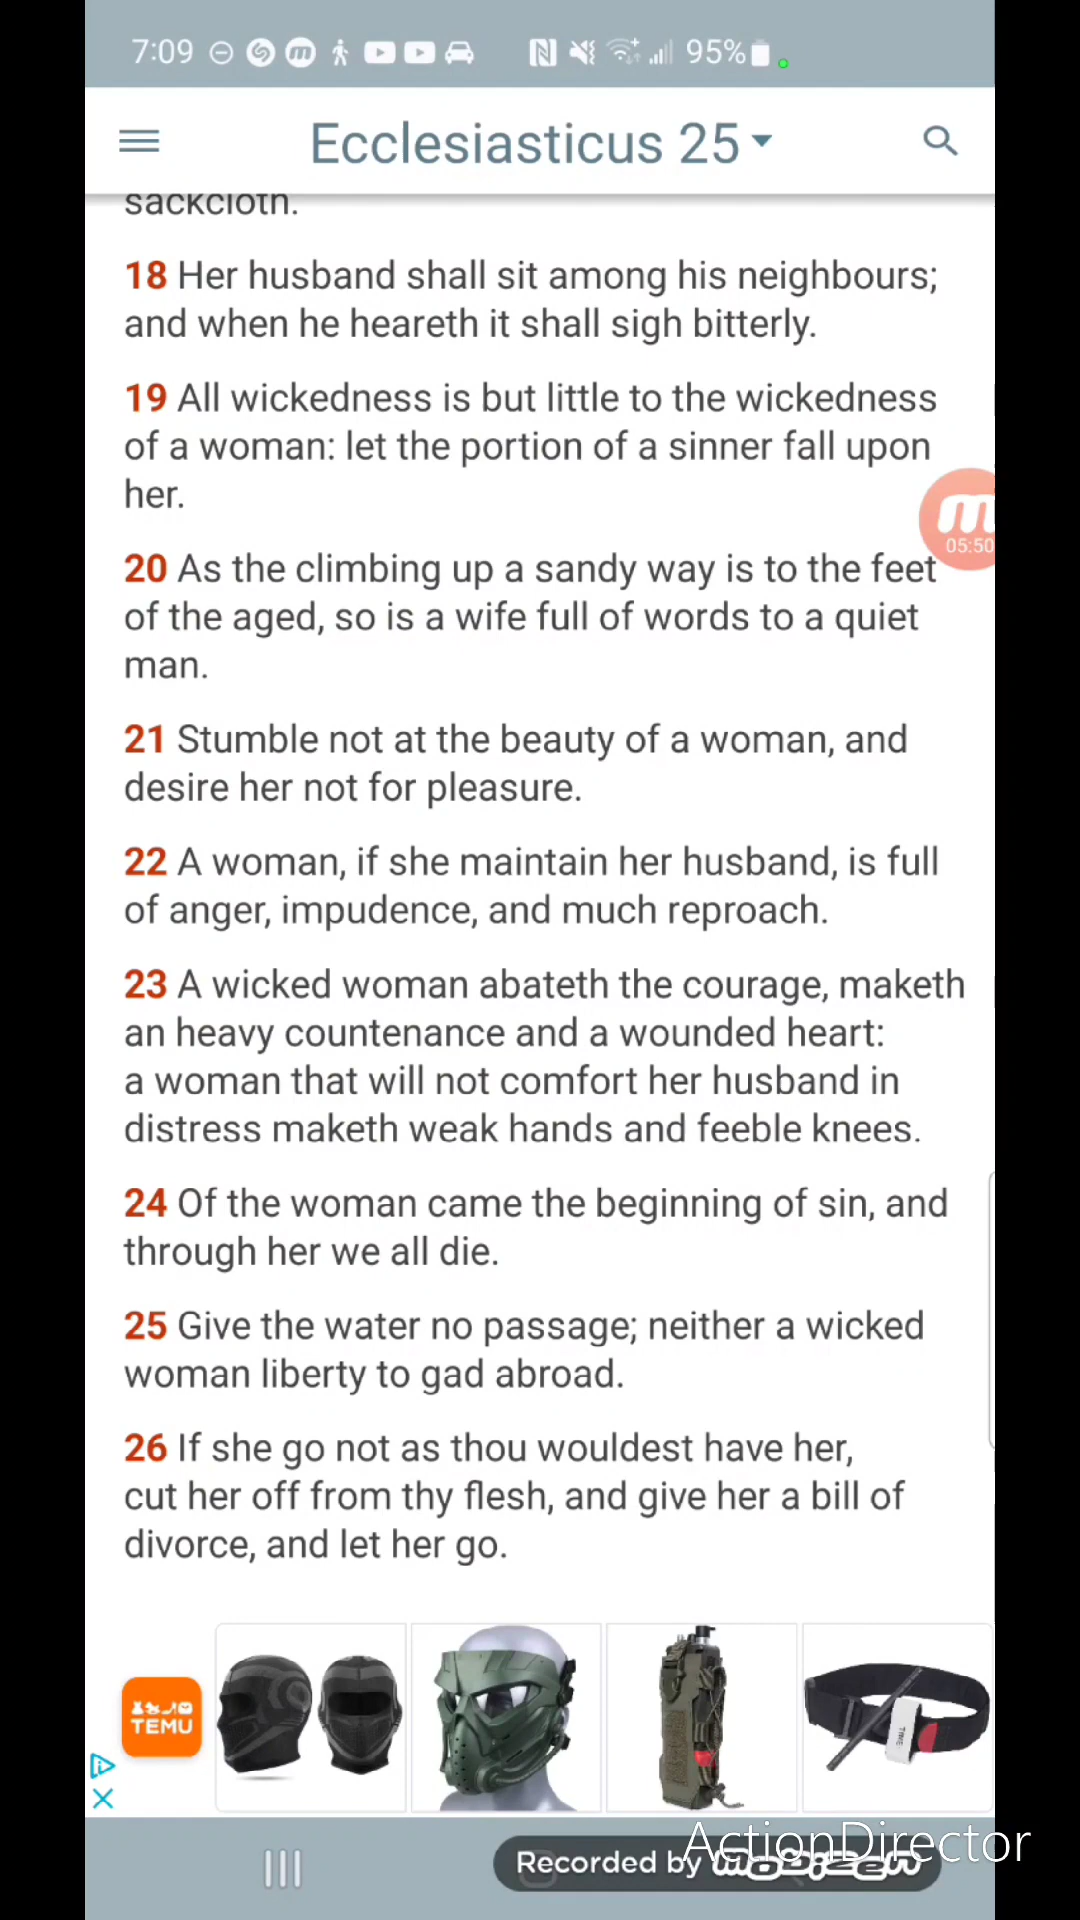 7:09 95%
Ecclesiasticus 25
sackcloth.
18 Her husband shall sit among his neighbours;
and when he heareth it shall sigh bitterly.
19 All wickedness is but little to the wickedness
of a woman: let the portion of a sinner fall upon
her.
m
05:50
20 As the climbing up a sandy way is to the feet
of the aged, so is a wife full of words to a quiet
man.
21 Stumble not at the beauty of a woman, and
desire her not for pleasure.
22 A woman, if she maintain her husband, is full
of anger, impudence, and much reproach.
23 A wicked woman abateth the courage, maketh
an heavy countenance and a wounded heart:
a woman that will not comfort her husband in
distress maketh weak hands and feeble knees.
24 Of the woman came the beginning of sin, and
through her we all die.
25 Give the water no passage; neither a wicked
woman liberty to gad abroad.
26 If she go not as thou wouldest have her,
cut her off from thy flesh, and give her a bill of
divorce, and let her go.
TEMU
TIME
ActionDirector
Recorded by mobizen